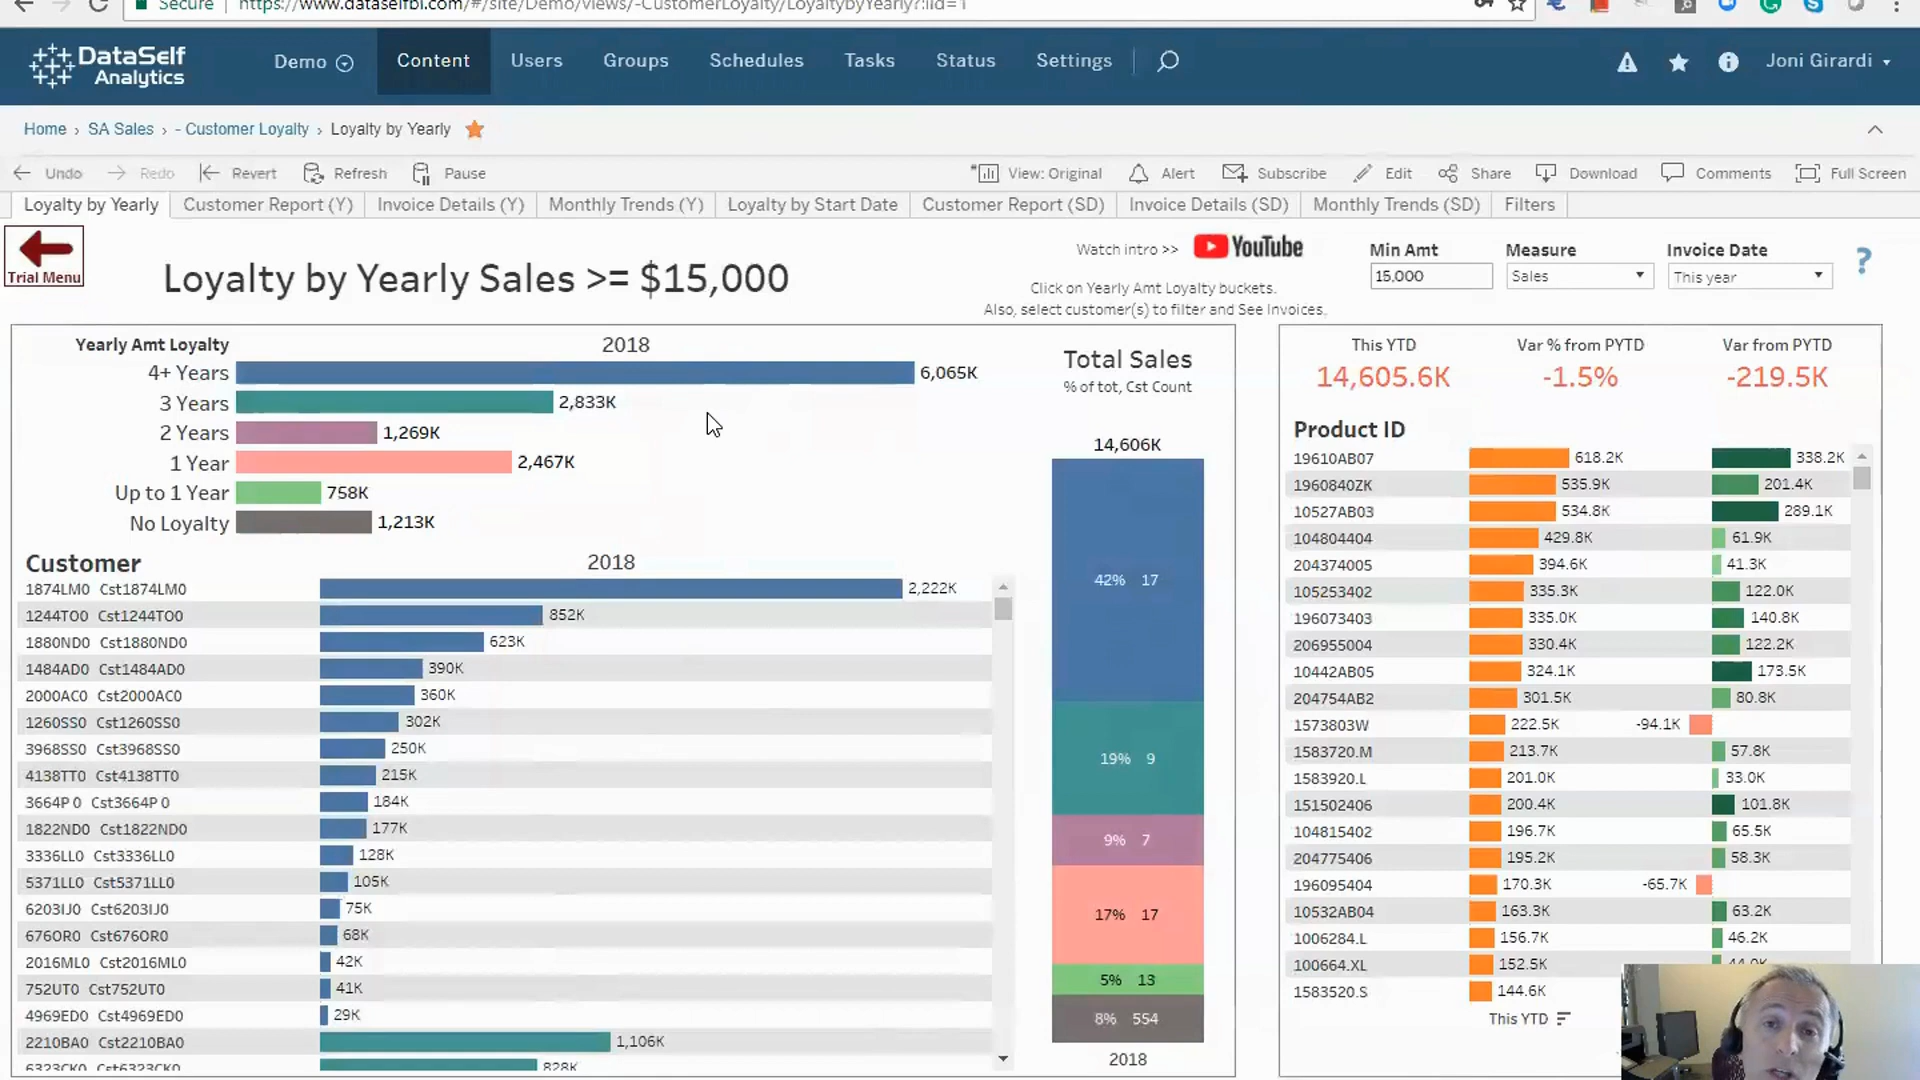 Secure https://www.dataselfbi.com/#/site/Demo/views/-CustomerLoyalty/LoyaltybyYearly?:iid=1
DataSelf
Analytics
Demo Content Users Groups Schedules Tasks Status Settings Joni Girardi
Home › SA Sales › - Customer Loyalty › Loyalty by Yearly
Undo Redo Revert Refresh Pause View: Original Alert Subscribe Edit Share Download Comments Full Screen
Loyalty by Yearly Customer Report (Y) Invoice Details (Y) Monthly Trends (Y) Loyalty by Start Date Customer Report (SD) Invoice Details (SD) Monthly Trends (SD) Filters
Trial Menu
Loyalty by Yearly Sales >= $15,000
Watch intro >> YouTube
Click on Yearly Amt Loyalty buckets.
Also, select customer(s) to filter and See Invoices.
Min Amt Measure Invoice Date
15,000 Sales This year ?
Yearly Amt Loyalty 2018
4+ Years 6,065K
3 Years 2,833K
2 Years 1,269K
1 Year 2,467K
Up to 1 Year 758K
No Loyalty 1,213K
Customer 2018
1874LM0 Cst1874LM0 2,222K
1244TO0 Cst1244TO0 852K
1880ND0 Cst1880ND0 623K
1484AD0 Cst1484AD0 390K
2000AC0 Cst2000AC0 360K
1260SS0 Cst1260SS0 302K
3968SS0 Cst3968SS0 250K
4138TT0 Cst4138TT0 215K
3664P 0 Cst3664P 0 184K
1822ND0 Cst1822ND0 177K
3336LL0 Cst3336LL0 128K
5371LL0 Cst5371LL0 105K
6203IJ0 Cst6203IJ0 75K
676OR0 Cst676OR0 68K
2016ML0 Cst2016ML0 42K
752UT0 Cst752UT0 41K
4969ED0 Cst4969ED0 29K
2210BA0 Cst2210BA0 1,106K
6323CK0 Cst6323CK0 828K
Total Sales
% of tot, Cst Count
14,606K
42% 17
19% 9
9% 7
17% 17
5% 13
8% 554
2018
This YTD Var % from PYTD Var from PYTD
14,605.6K -1.5% -219.5K
Product ID
19610AB07 618.2K 338.2K
1960840ZK 535.9K 201.4K
10527AB03 534.8K 289.1K
104804404 429.8K 61.9K
204374005 394.6K 41.3K
105253402 335.3K 122.0K
196073403 335.0K 140.8K
206955004 330.4K 122.2K
10442AB05 324.1K 173.5K
204754AB2 301.5K 80.8K
1573803W 222.5K -94.1K
1583720.M 213.7K 57.8K
1583920.L 201.0K 33.0K
151502406 200.4K 101.8K
104815402 196.7K 65.5K
204775406 195.2K 58.3K
196095404 170.3K -65.7K
10532AB04 163.3K 63.2K
1006284.L 156.7K 46.2K
100664.XL 152.5K
1583520.S 144.6K
This YTD